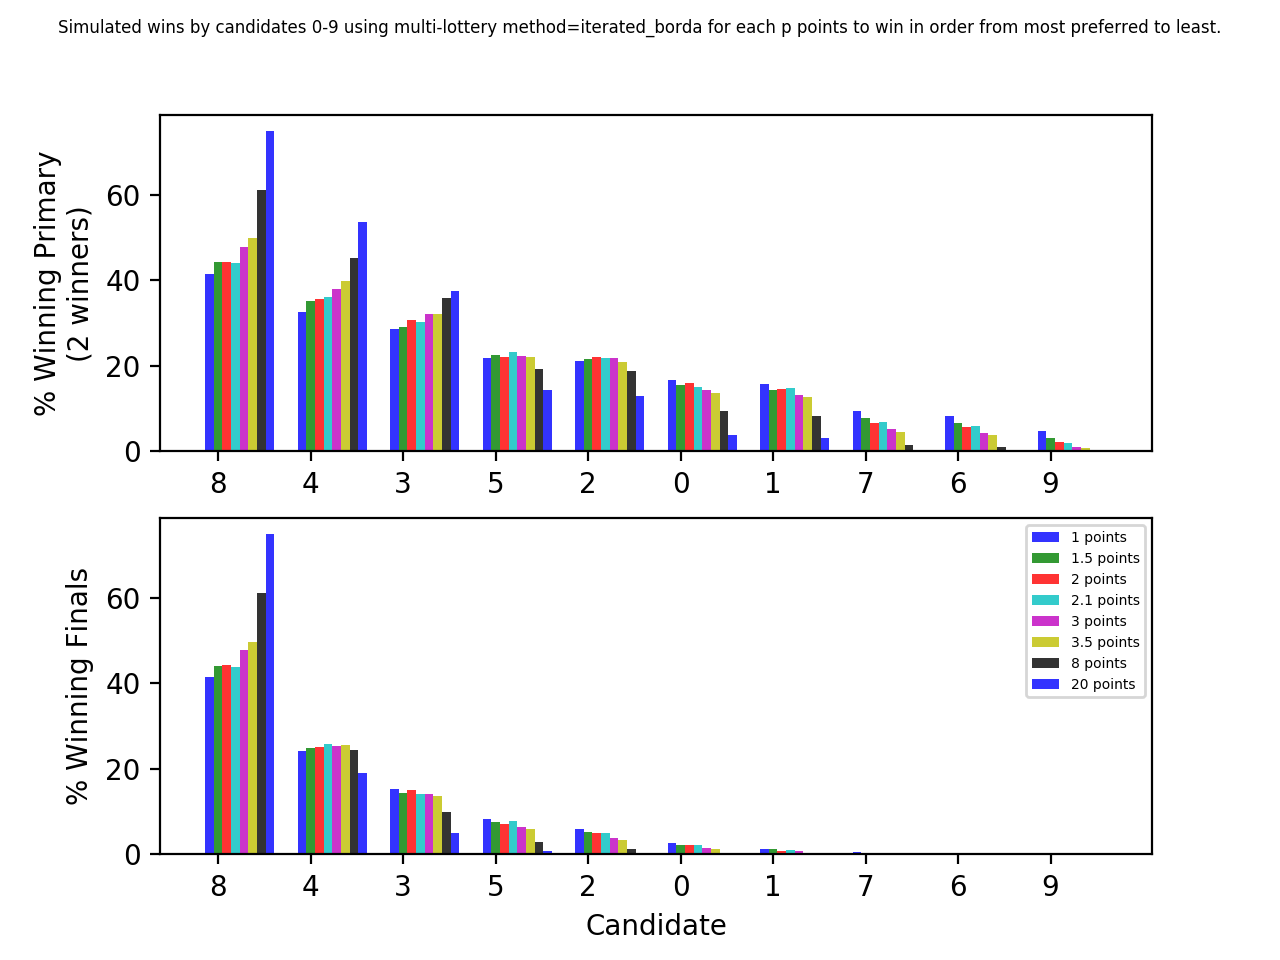 Simulated wins by candidates 0-9 using multi-lottery method=iterated_borda for each p points to win in order from most preferred to least.
% Winning Primary
(2 winners)
60
40
20
0
8 4 3 5 2 0 1 7 6 9
% Winning Finals
60
40
20
0
1 points
1.5 points
2 points
2.1 points
3 points
3.5 points
8 points
20 points
8 4 3 5 2 0 1 7 6 9
Candidate